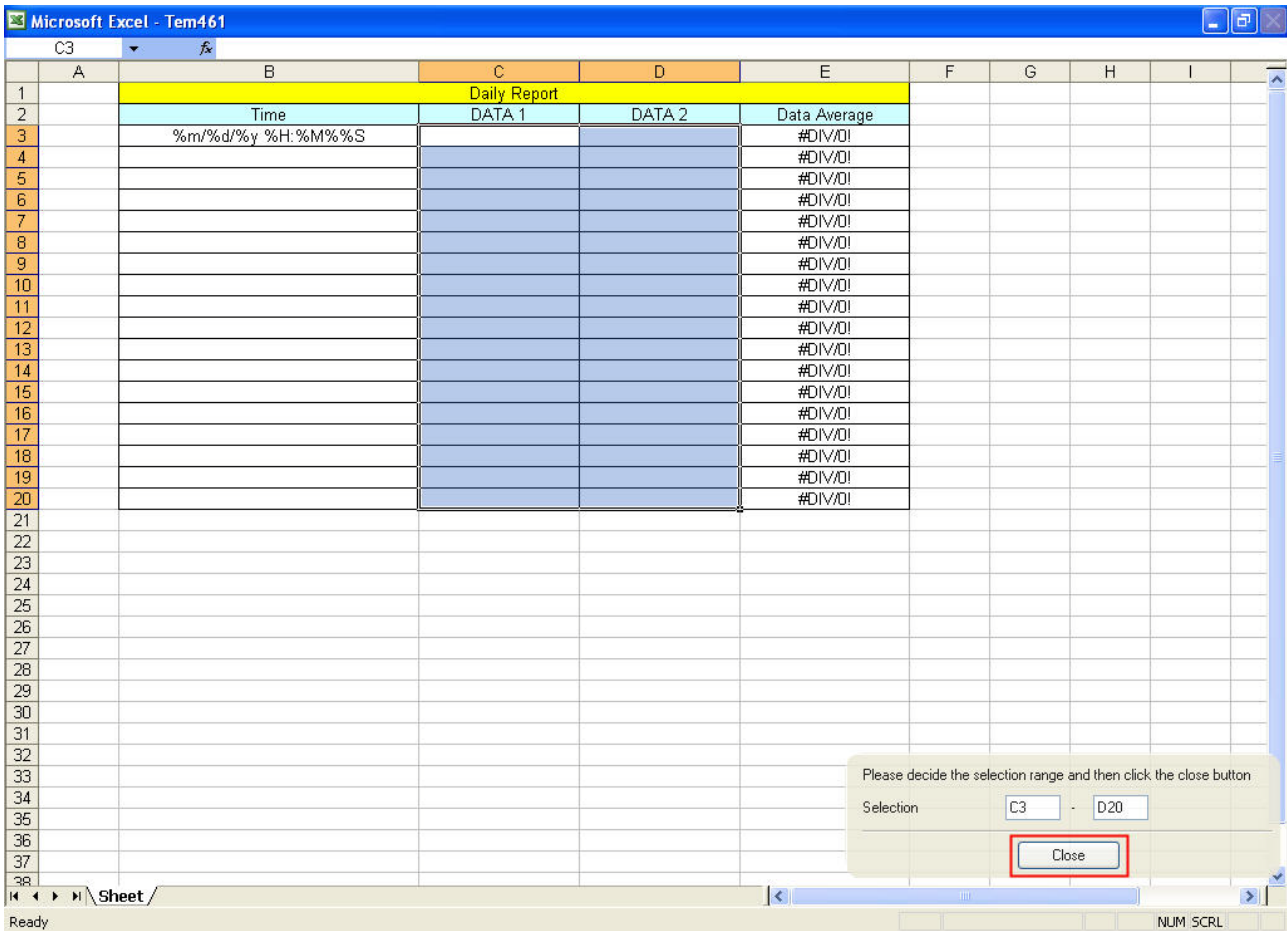 Microsoft Excel - Tem461
C3 fx
A B C D E F G H I
1 Daily Report
2 Time DATA 1 DATA 2 Data Average
3 %m/%d/%y %H:%M%%S #DIV/0!
4 #DIV/0!
5 #DIV/0!
6 #DIV/0!
7 #DIV/0!
8 #DIV/0!
9 #DIV/0!
10 #DIV/0!
11 #DIV/0!
12 #DIV/0!
13 #DIV/0!
14 #DIV/0!
15 #DIV/0!
16 #DIV/0!
17 #DIV/0!
18 #DIV/0!
19 #DIV/0!
20 #DIV/0!
21
22
23
24
25
26
27
28
29
30
31
32
33
34
35
36
37
38
Please decide the selection range and then click the close button
Selection C3 - D20
Close
Sheet
Ready NUM SCRL